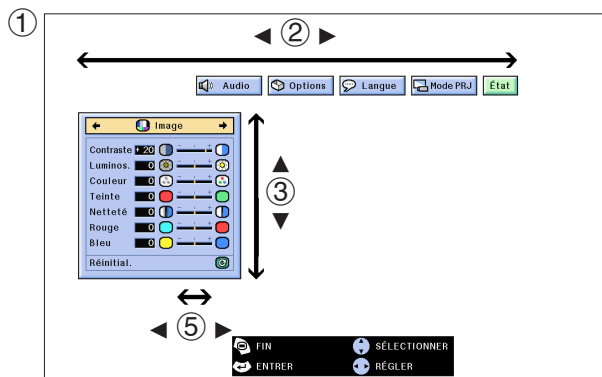 ①
◄ ② ►
Audio Options Langue Mode PRJ État
Image
Contraste +20
Luminos. 0
Couleur 0
Teinte 0
Netteté 0
Rouge 0
Bleu 0
Réinitial.
▲
③
▼
◄ ⑤ ►
FIN SÉLECTIONNER
ENTRER RÉGLER